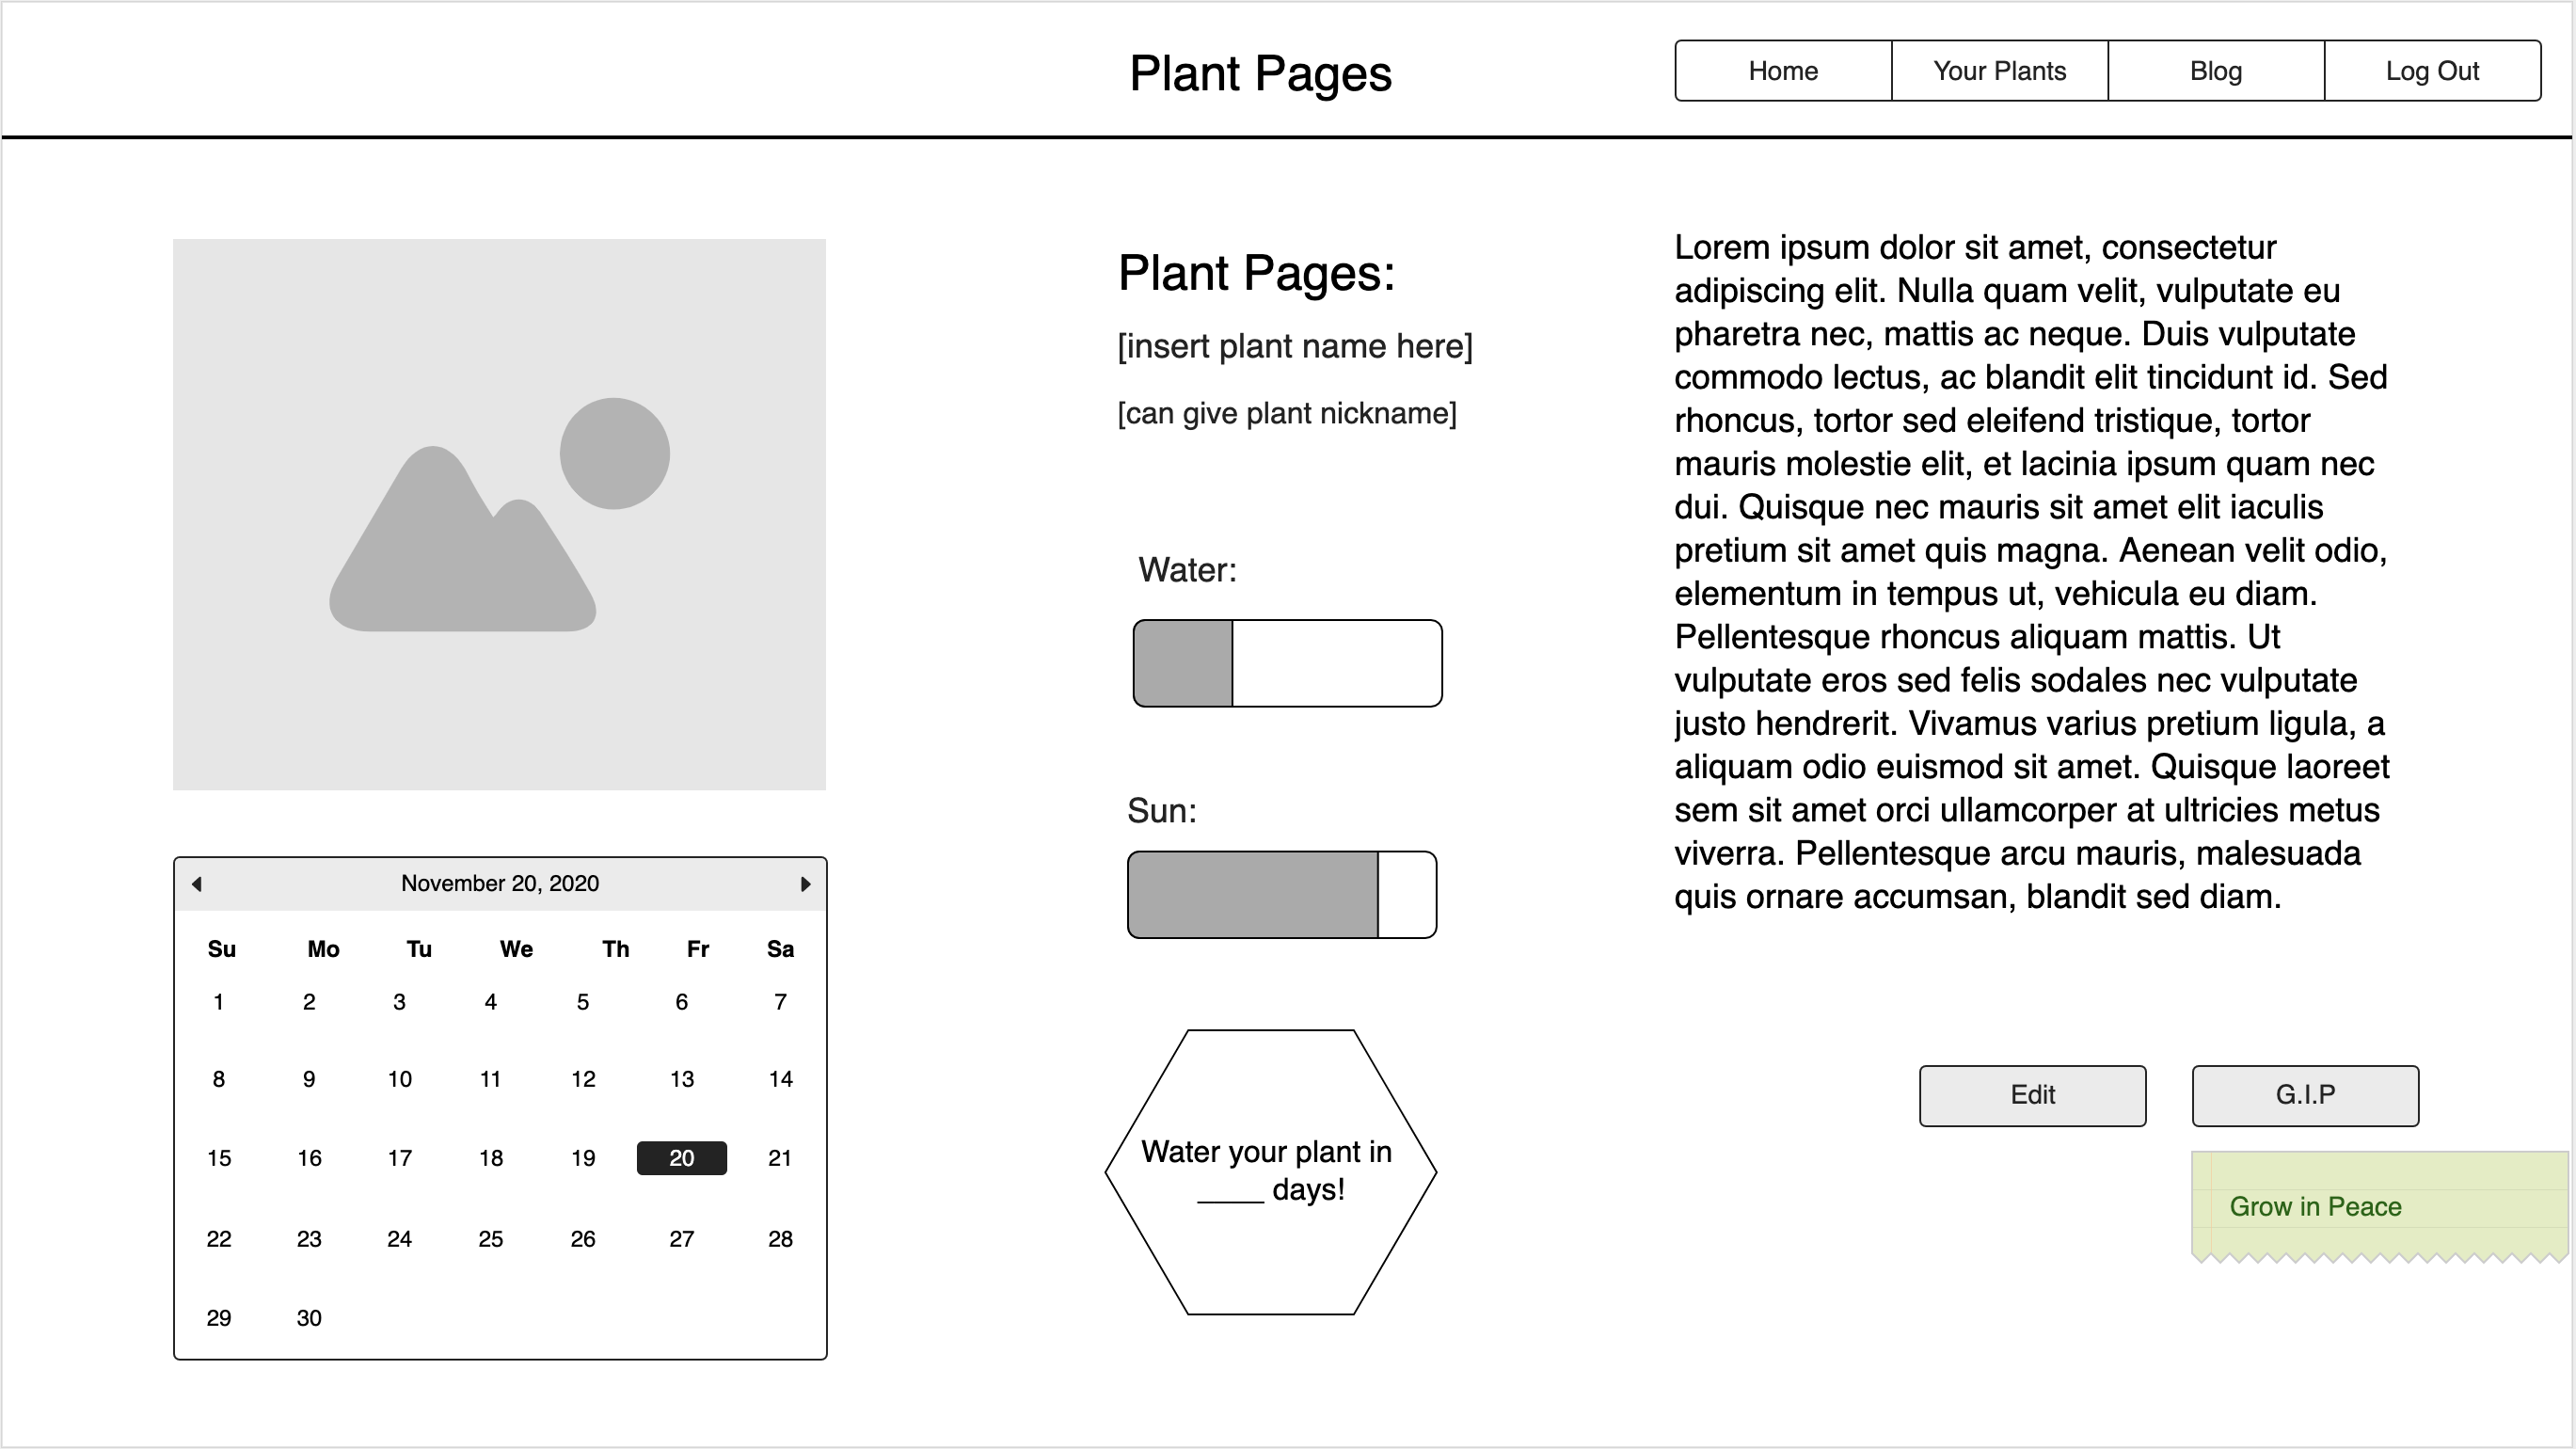 Plant Pages
Home Your Plants Blog Log Out
Plant Pages:
[insert plant name here]
[can give plant nickname]
Water:
Sun:
Water your plant in
____ days!
November 20, 2020
Su Mo Tu We Th Fr Sa
1 2 3 4 5 6 7
8 9 10 11 12 13 14
15 16 17 18 19 20 21
22 23 24 25 26 27 28
29 30
Lorem ipsum dolor sit amet, consectetur
adipiscing elit. Nulla quam velit, vulputate eu
pharetra nec, mattis ac neque. Duis vulputate
commodo lectus, ac blandit elit tincidunt id. Sed
rhoncus, tortor sed eleifend tristique, tortor
mauris molestie elit, et lacinia ipsum quam nec
dui. Quisque nec mauris sit amet elit iaculis
pretium sit amet quis magna. Aenean velit odio,
elementum in tempus ut, vehicula eu diam.
Pellentesque rhoncus aliquam mattis. Ut
vulputate eros sed felis sodales nec vulputate
justo hendrerit. Vivamus varius pretium ligula, a
aliquam odio euismod sit amet. Quisque laoreet
sem sit amet orci ullamcorper at ultricies metus
viverra. Pellentesque arcu mauris, malesuada
quis ornare accumsan, blandit sed diam.
Edit G.I.P
Grow in Peace